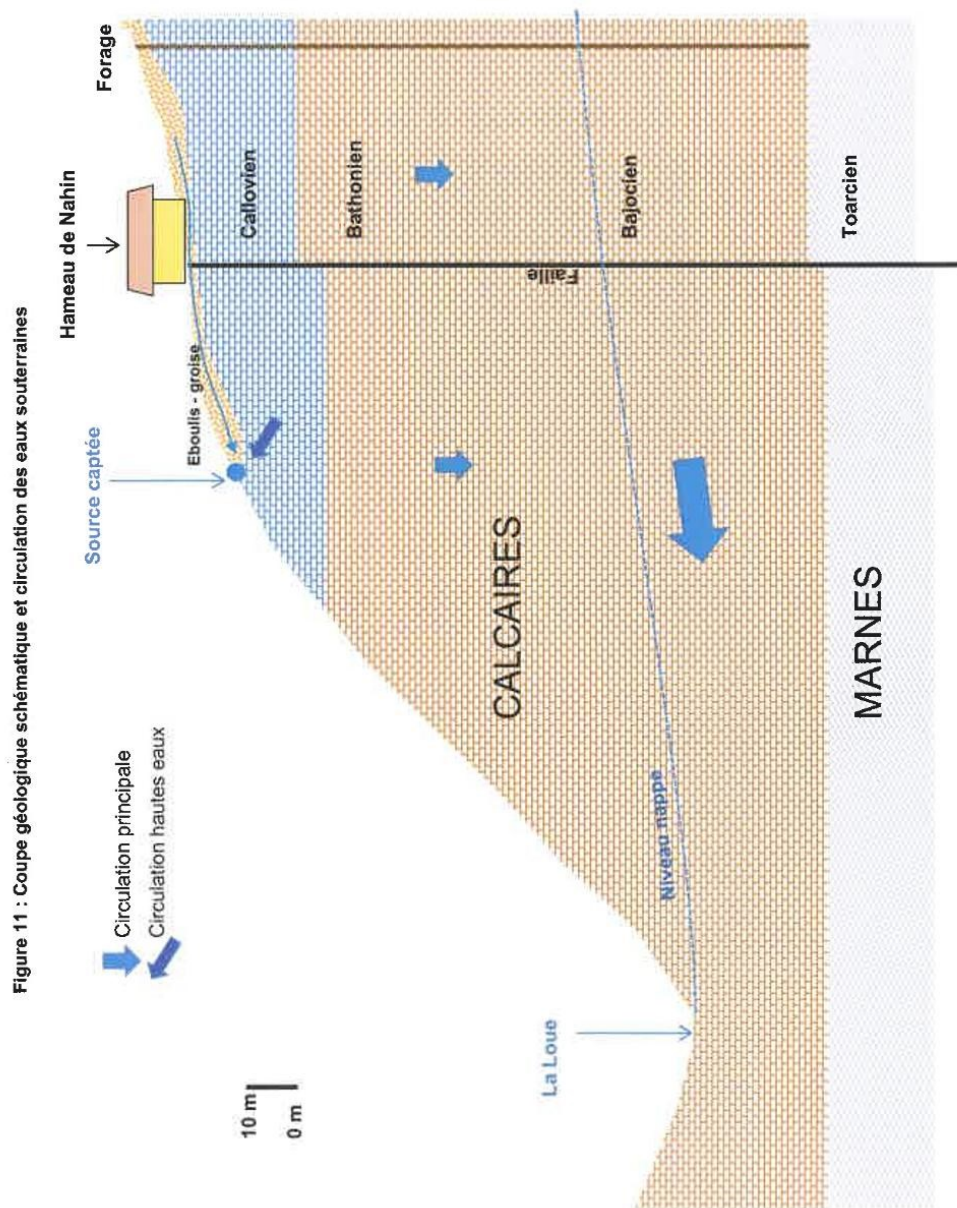 Figure 11 : Coupe géologique schématique et circulation des eaux souterraines
Hameau de Nahin
Forage
Source captée
Eboulis - groise
Circulation principale
Circulation hautes eaux
Callovien
Bathonien
10 m
0 m
CALCAIRES
Faille
Bajocien
La Loue
Niveau nappe
MARNES
Toarcien